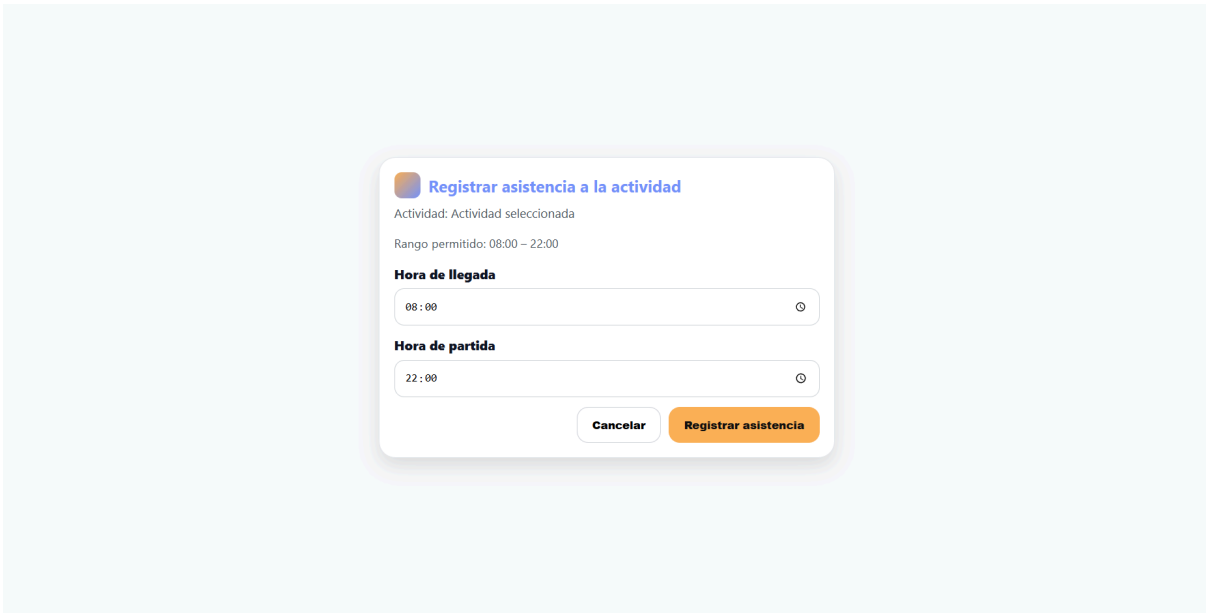 Registrar asistencia a la actividad
Actividad: Actividad seleccionada
Rango permitido: 08:00 – 22:00
Hora de llegada
08:00
Hora de partida
22:00
Cancelar
Registrar asistencia